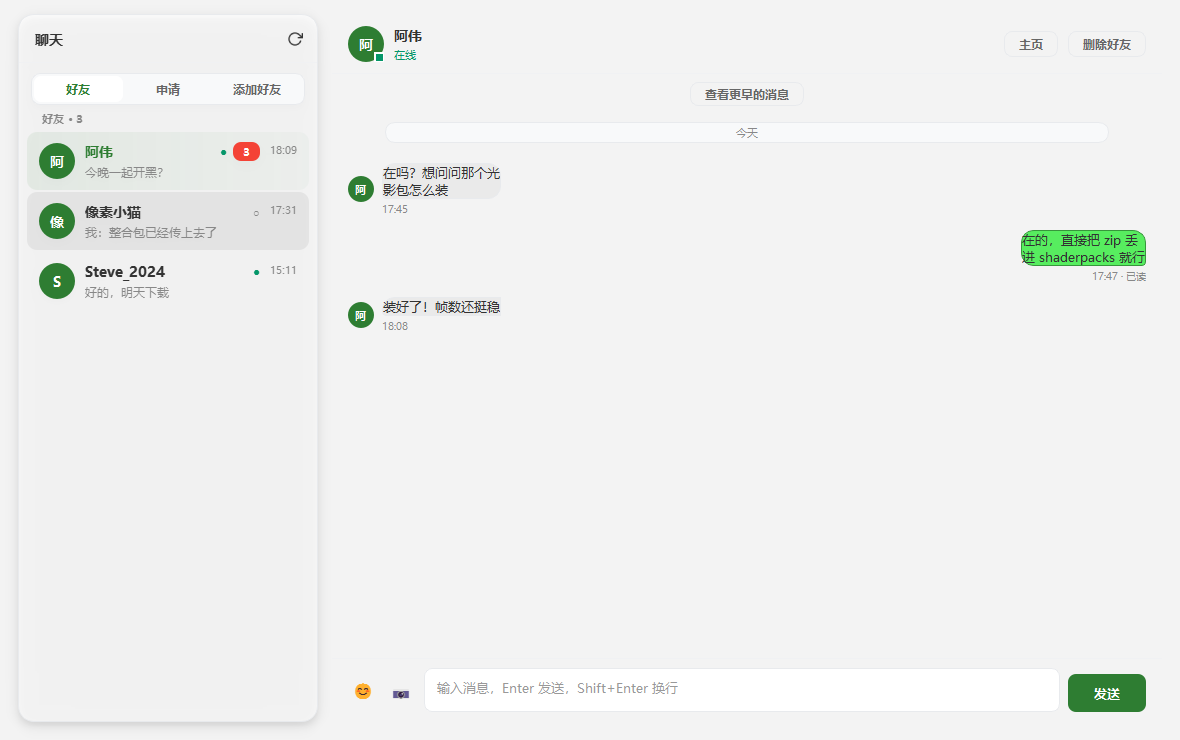 聊天
好友
申请
添加好友
好友 • 3
阿
阿伟
3
18:09
今晚一起开黑？
像
像素小猫
17:31
我：整合包已经传上去了
S
Steve_2024
15:11
好的，明天下载
阿
阿伟
在线
主页
删除好友
查看更早的消息
今天
阿
在吗？想问问那个光
影包怎么装
17:45
在的，直接把 zip 丢
进 shaderpacks 就行
17:47 · 已读
阿
装好了！帧数还挺稳
18:08
输入消息，Enter 发送，Shift+Enter 换行
发送